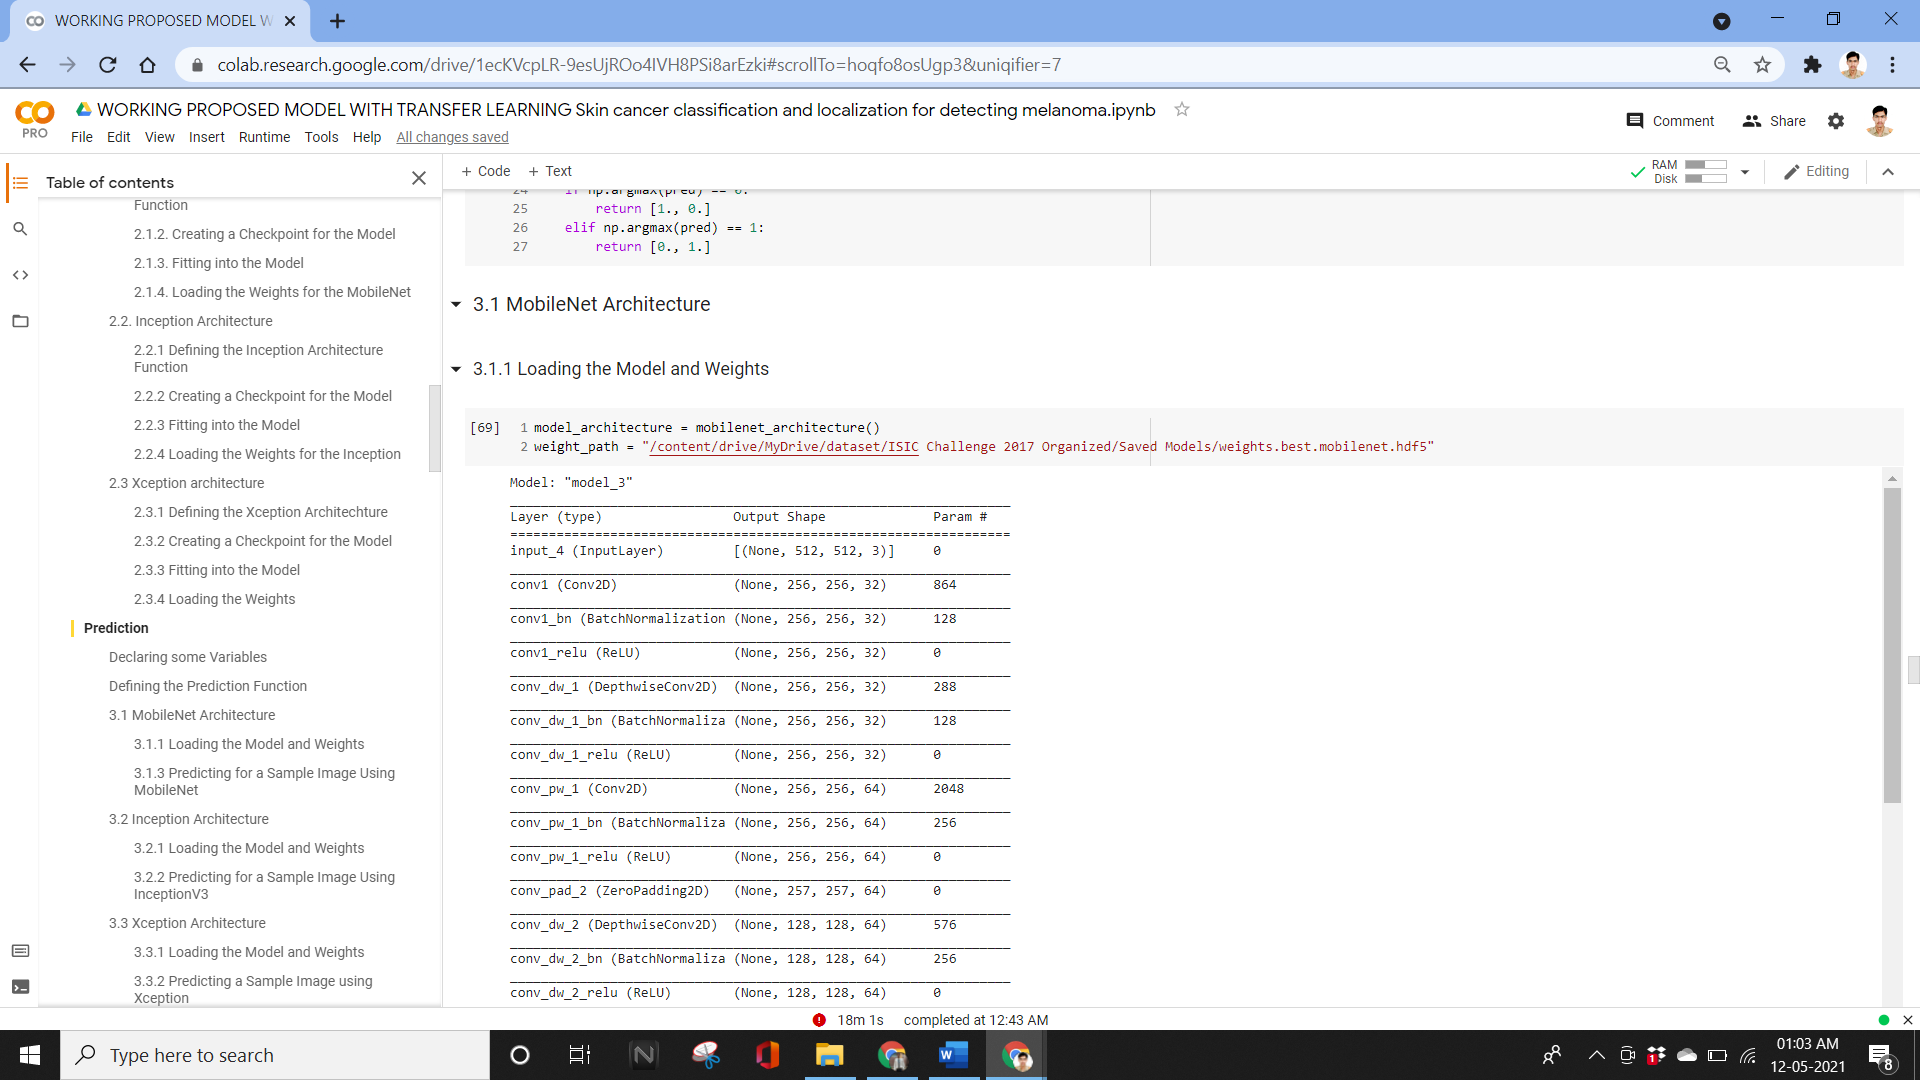 WORKING PROPOSED MODEL W
colab.research.google.com/drive/1ecKVcpLR-9esUjROo4IVH8PSi8arEzki#scrollTo=hoqfo8osUgp3&uniqifier=7
CO
PRO
WORKING PROPOSED MODEL WITH TRANSFER LEARNING Skin cancer classification and localization for detecting melanoma.ipynb
File Edit View Insert Runtime Tools Help All changes saved
Comment
Share
Table of contents
Function
2.1.2. Creating a Checkpoint for the Model
2.1.3. Fitting into the Model
2.1.4. Loading the Weights for the MobileNet
2.2. Inception Architecture
2.2.1 Defining the Inception Architecture
Function
2.2.2 Creating a Checkpoint for the Model
2.2.3 Fitting into the Model
2.2.4 Loading the Weights for the Inception
2.3 Xception architecture
2.3.1 Defining the Xception Architechture
2.3.2 Creating a Checkpoint for the Model
2.3.3 Fitting into the Model
2.3.4 Loading the Weights
Prediction
Declaring some Variables
Defining the Prediction Function
3.1 MobileNet Architecture
3.1.1 Loading the Model and Weights
3.1.3 Predicting for a Sample Image Using
MobileNet
3.2 Inception Architecture
3.2.1 Loading the Model and Weights
3.2.2 Predicting for a Sample Image Using
InceptionV3
3.3 Xception Architecture
3.3.1 Loading the Model and Weights
3.3.2 Predicting a Sample Image using
Xception
+ Code + Text
RAM
Disk
Editing
24 if np.argmax(pred) == 0:
25 return [1., 0.]
26 elif np.argmax(pred) == 1:
27 return [0., 1.]
3.1 MobileNet Architecture
3.1.1 Loading the Model and Weights
[69] 1 model_architecture = mobilenet_architecture()
2 weight_path = "/content/drive/MyDrive/dataset/ISIC Challenge 2017 Organized/Saved Models/weights.best.mobilenet.hdf5"
Model: "model_3"
Layer (type) Output Shape Param #
=================================================================
input_4 (InputLayer) [(None, 512, 512, 3)] 0
conv1 (Conv2D) (None, 256, 256, 32) 864
conv1_bn (BatchNormalization (None, 256, 256, 32) 128
conv1_relu (ReLU) (None, 256, 256, 32) 0
conv_dw_1 (DepthwiseConv2D) (None, 256, 256, 32) 288
conv_dw_1_bn (BatchNormaliza (None, 256, 256, 32) 128
conv_dw_1_relu (ReLU) (None, 256, 256, 32) 0
conv_pw_1 (Conv2D) (None, 256, 256, 64) 2048
conv_pw_1_bn (BatchNormaliza (None, 256, 256, 64) 256
conv_pw_1_relu (ReLU) (None, 256, 256, 64) 0
conv_pad_2 (ZeroPadding2D) (None, 257, 257, 64) 0
conv_dw_2 (DepthwiseConv2D) (None, 128, 128, 64) 576
conv_dw_2_bn (BatchNormaliza (None, 128, 128, 64) 256
conv_dw_2_relu (ReLU) (None, 128, 128, 64) 0
18m 1s completed at 12:43 AM
Type here to search
N
W
1
01:03 AM
12-05-2021
8